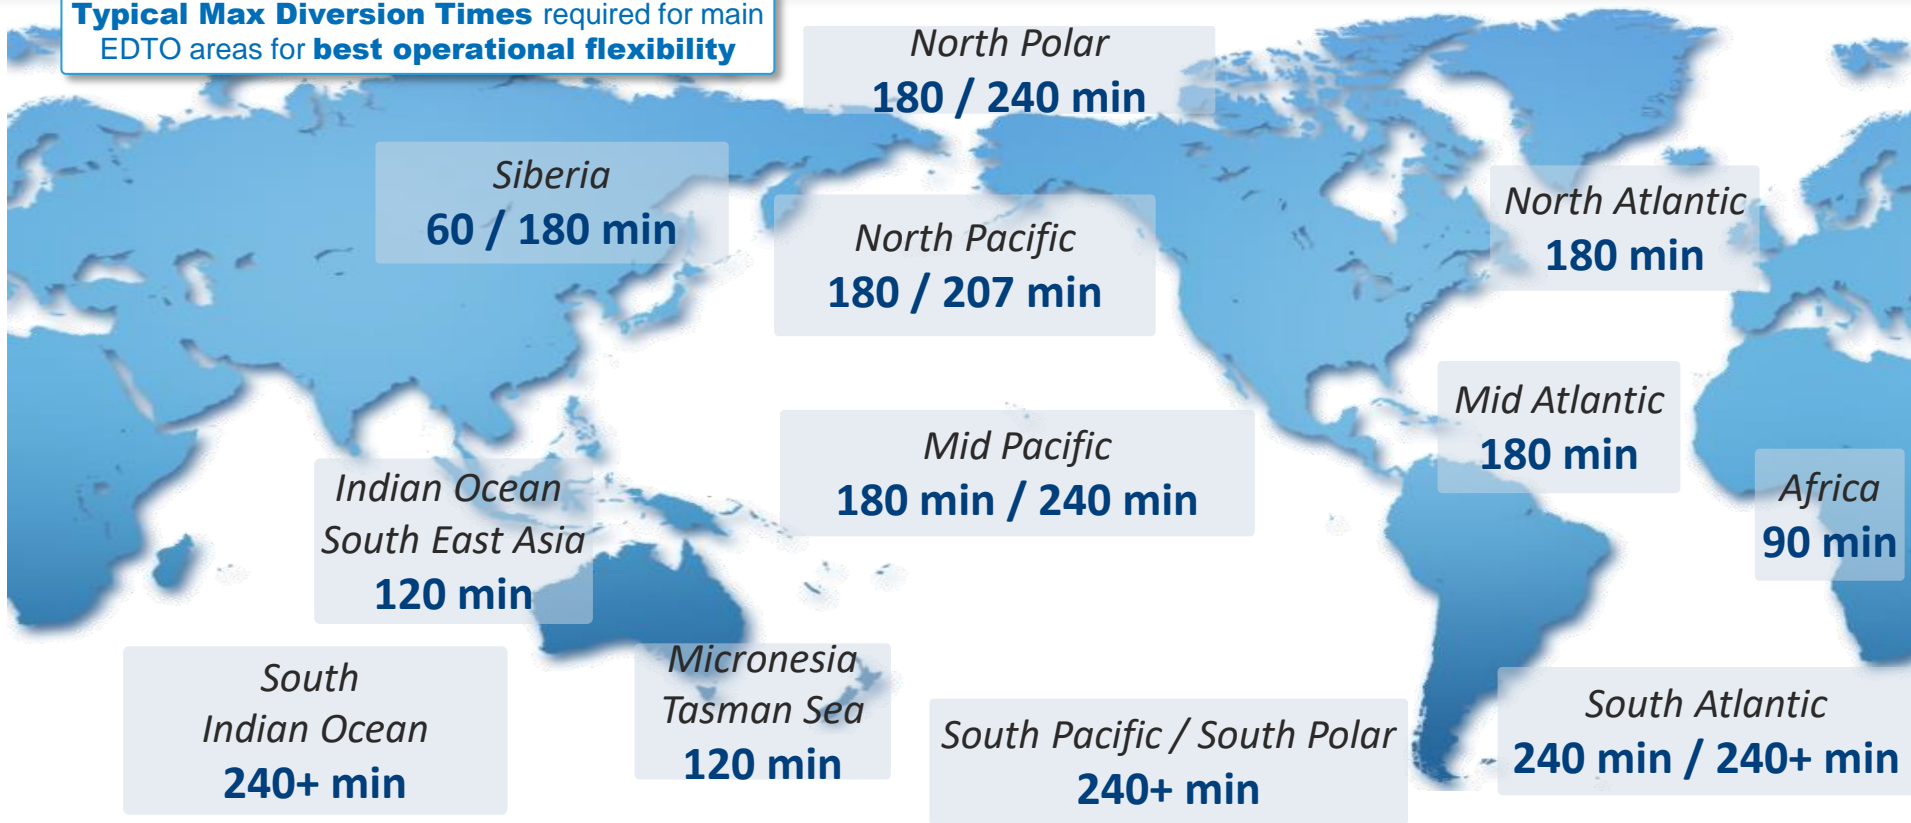 Typical Max Diversion Times required for main
EDTO areas for best operational flexibility
North Polar
180 / 240 min
Siberia
60 / 180 min
North Pacific
180 / 207 min
North Atlantic
180 min
Mid Atlantic
180 min
Mid Pacific
180 min / 240 min
Africa
90 min
Indian Ocean
South East Asia
120 min
South
Indian Ocean
240+ min
Micronesia
Tasman Sea
120 min
South Pacific / South Polar
240+ min
South Atlantic
240 min / 240+ min